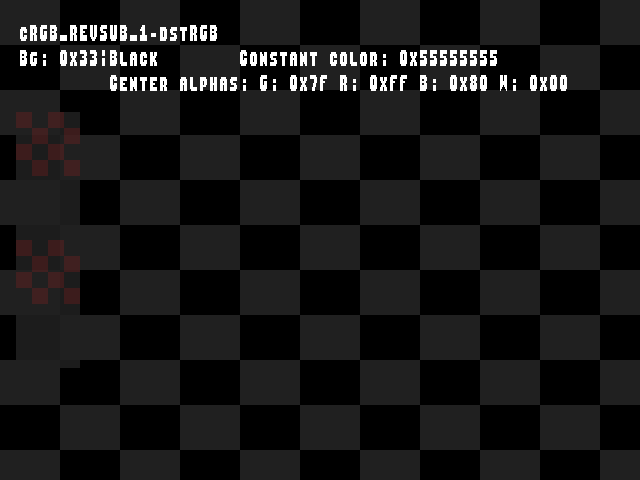 cRGB_REVSUB_1-dstRGB
Bg: 0x33¦Black Constant color: 0x55555555
Center alphas: G: 0x7f R: 0xff B: 0x80 W: 0x00